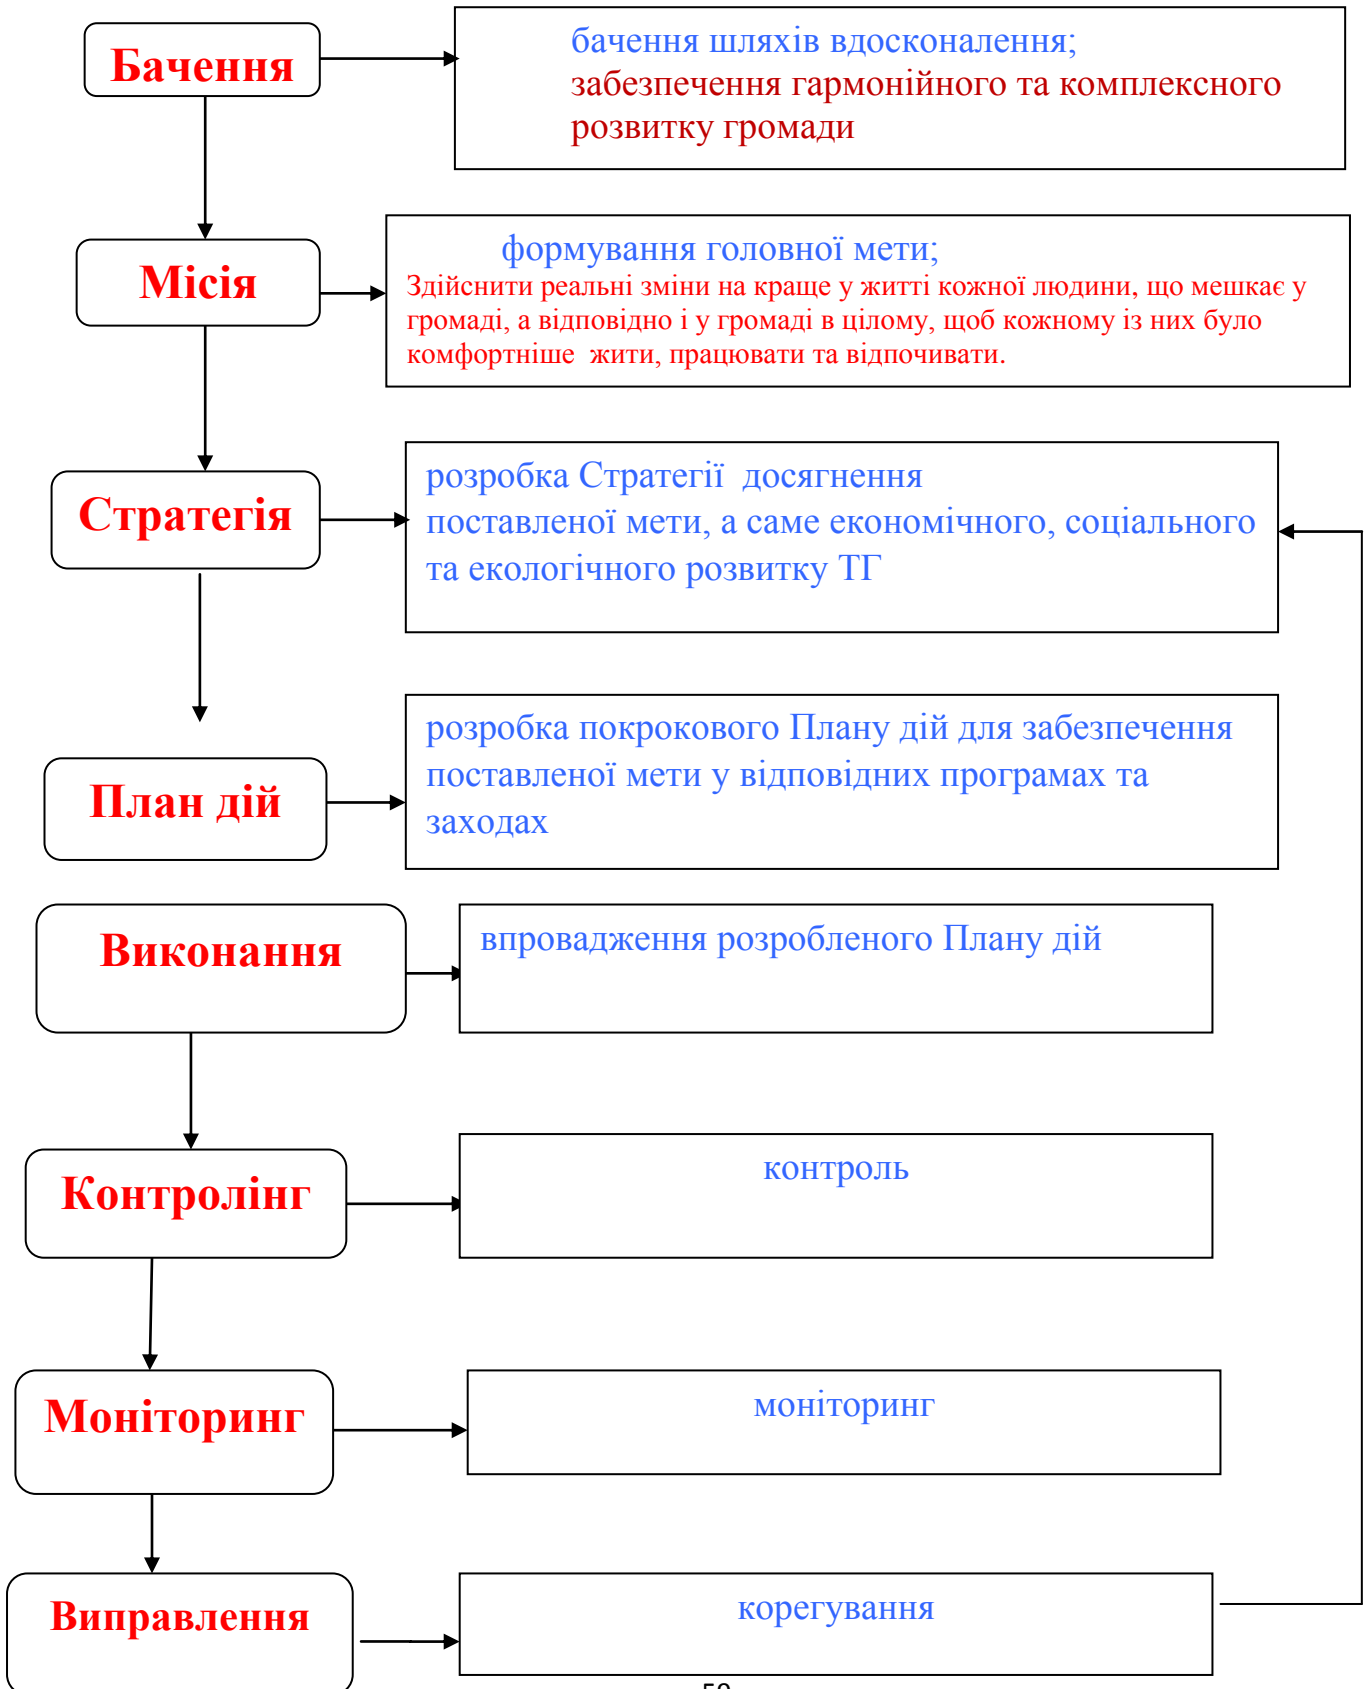 Бачення
бачення шляхів вдосконалення;
забезпечення гармонійного та комплексного
розвитку громади
Місія
формування головної мети;
Здійснити реальні зміни на краще у житті кожної людини, що мешкає у
громаді, а відповідно і у громаді в цілому, щоб кожному із них було
комфортніше жити, працювати та відпочивати.
Стратегія
розробка Стратегії досягнення
поставленої мети, а саме економічного, соціального
та екологічного розвитку ТГ
План дій
розробка покрокового Плану дій для забезпечення
поставленої мети у відповідних програмах та
заходах
Виконання
впровадження розробленого Плану дій
Контролінг
контроль
Моніторинг
моніторинг
Виправлення
корегування